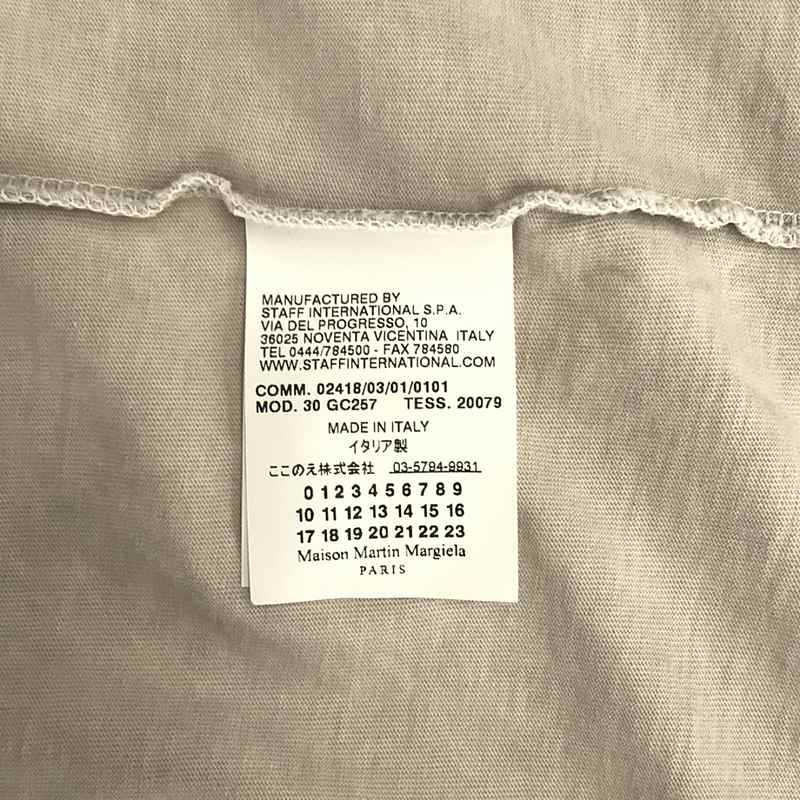 MANUFACTURED BY
STAFF INTERNATIONAL S.P.A.
VIA DEL PROGRESSO, 10
36025 NOVENTA VICENTINA ITALY
TEL 0444/784500 - FAX 784580
WWW.STAFFINTERNATIONAL.COM
COMM. 02418/03/01/0101
MOD. 30 GC257 TESS. 20079
MADE IN ITALY
イタリア製
ここのえ株式会社 03-5794-9931
0 1 2 3 4 5 6 7 8 9
10 11 12 13 14 15 16
17 18 19 20 21 22 23
Maison Martin Margiela
PARIS